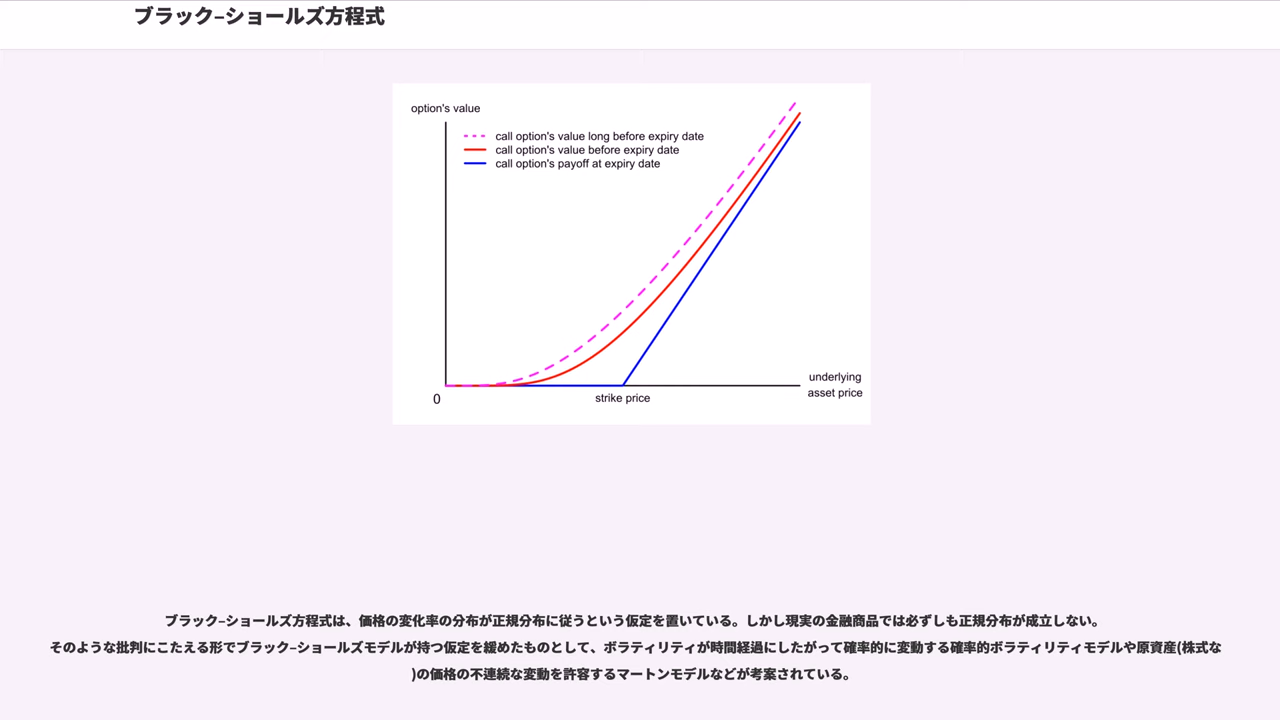 ブラック–ショールズ方程式
option's value
call option's value long before expiry date
call option's value before expiry date
call option's payoff at expiry date
underlying
asset price
0
strike price
ブラック–ショールズ方程式は、価格の変化率の分布が正規分布に従うという仮定を置いている。しかし現実の金融商品では必ずしも正規分布が成立しない。
そのような批判にこたえる形でブラック–ショールズモデルが持つ仮定を緩めたものとして、ボラティリティが時間経過にしたがって確率的に変動する確率的ボラティリティモデルや原資産(株式な
)の価格の不連続な変動を許容するマートンモデルなどが考案されている。